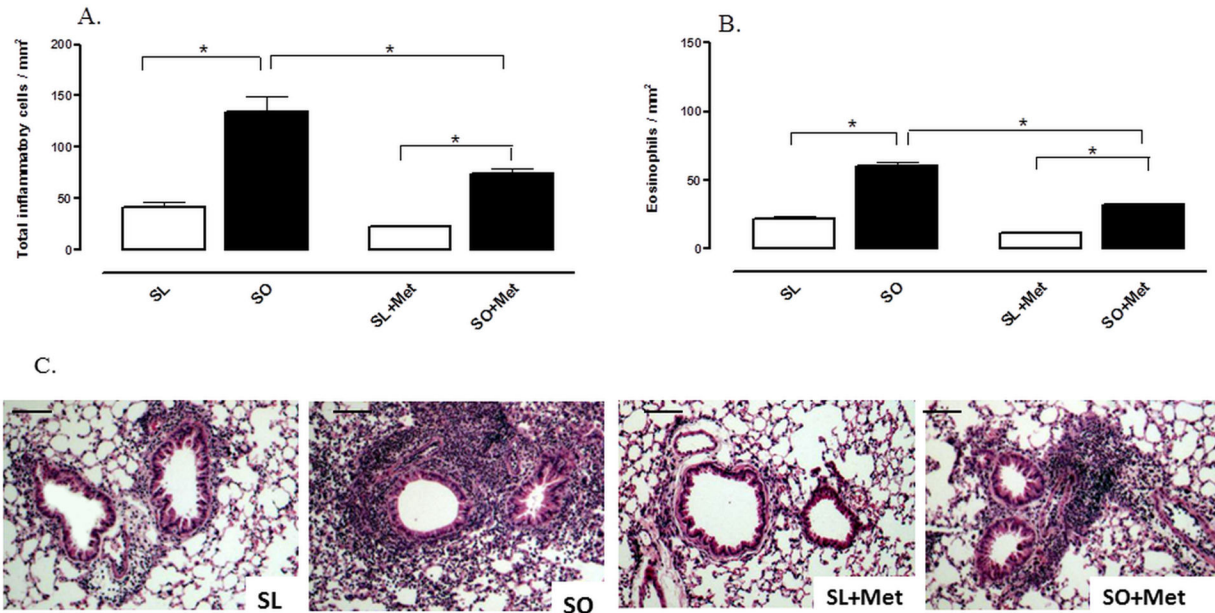 A.
Total inflammatory cells / mm²
200
150
100
50
0
*
*
*
SL
SO
SL+Met
SO+Met
B.
Eosinophils / mm²
150
100
50
0
*
*
*
SL
SO
SL+Met
SO+Met
C.
SL
SO
SL+Met
SO+Met